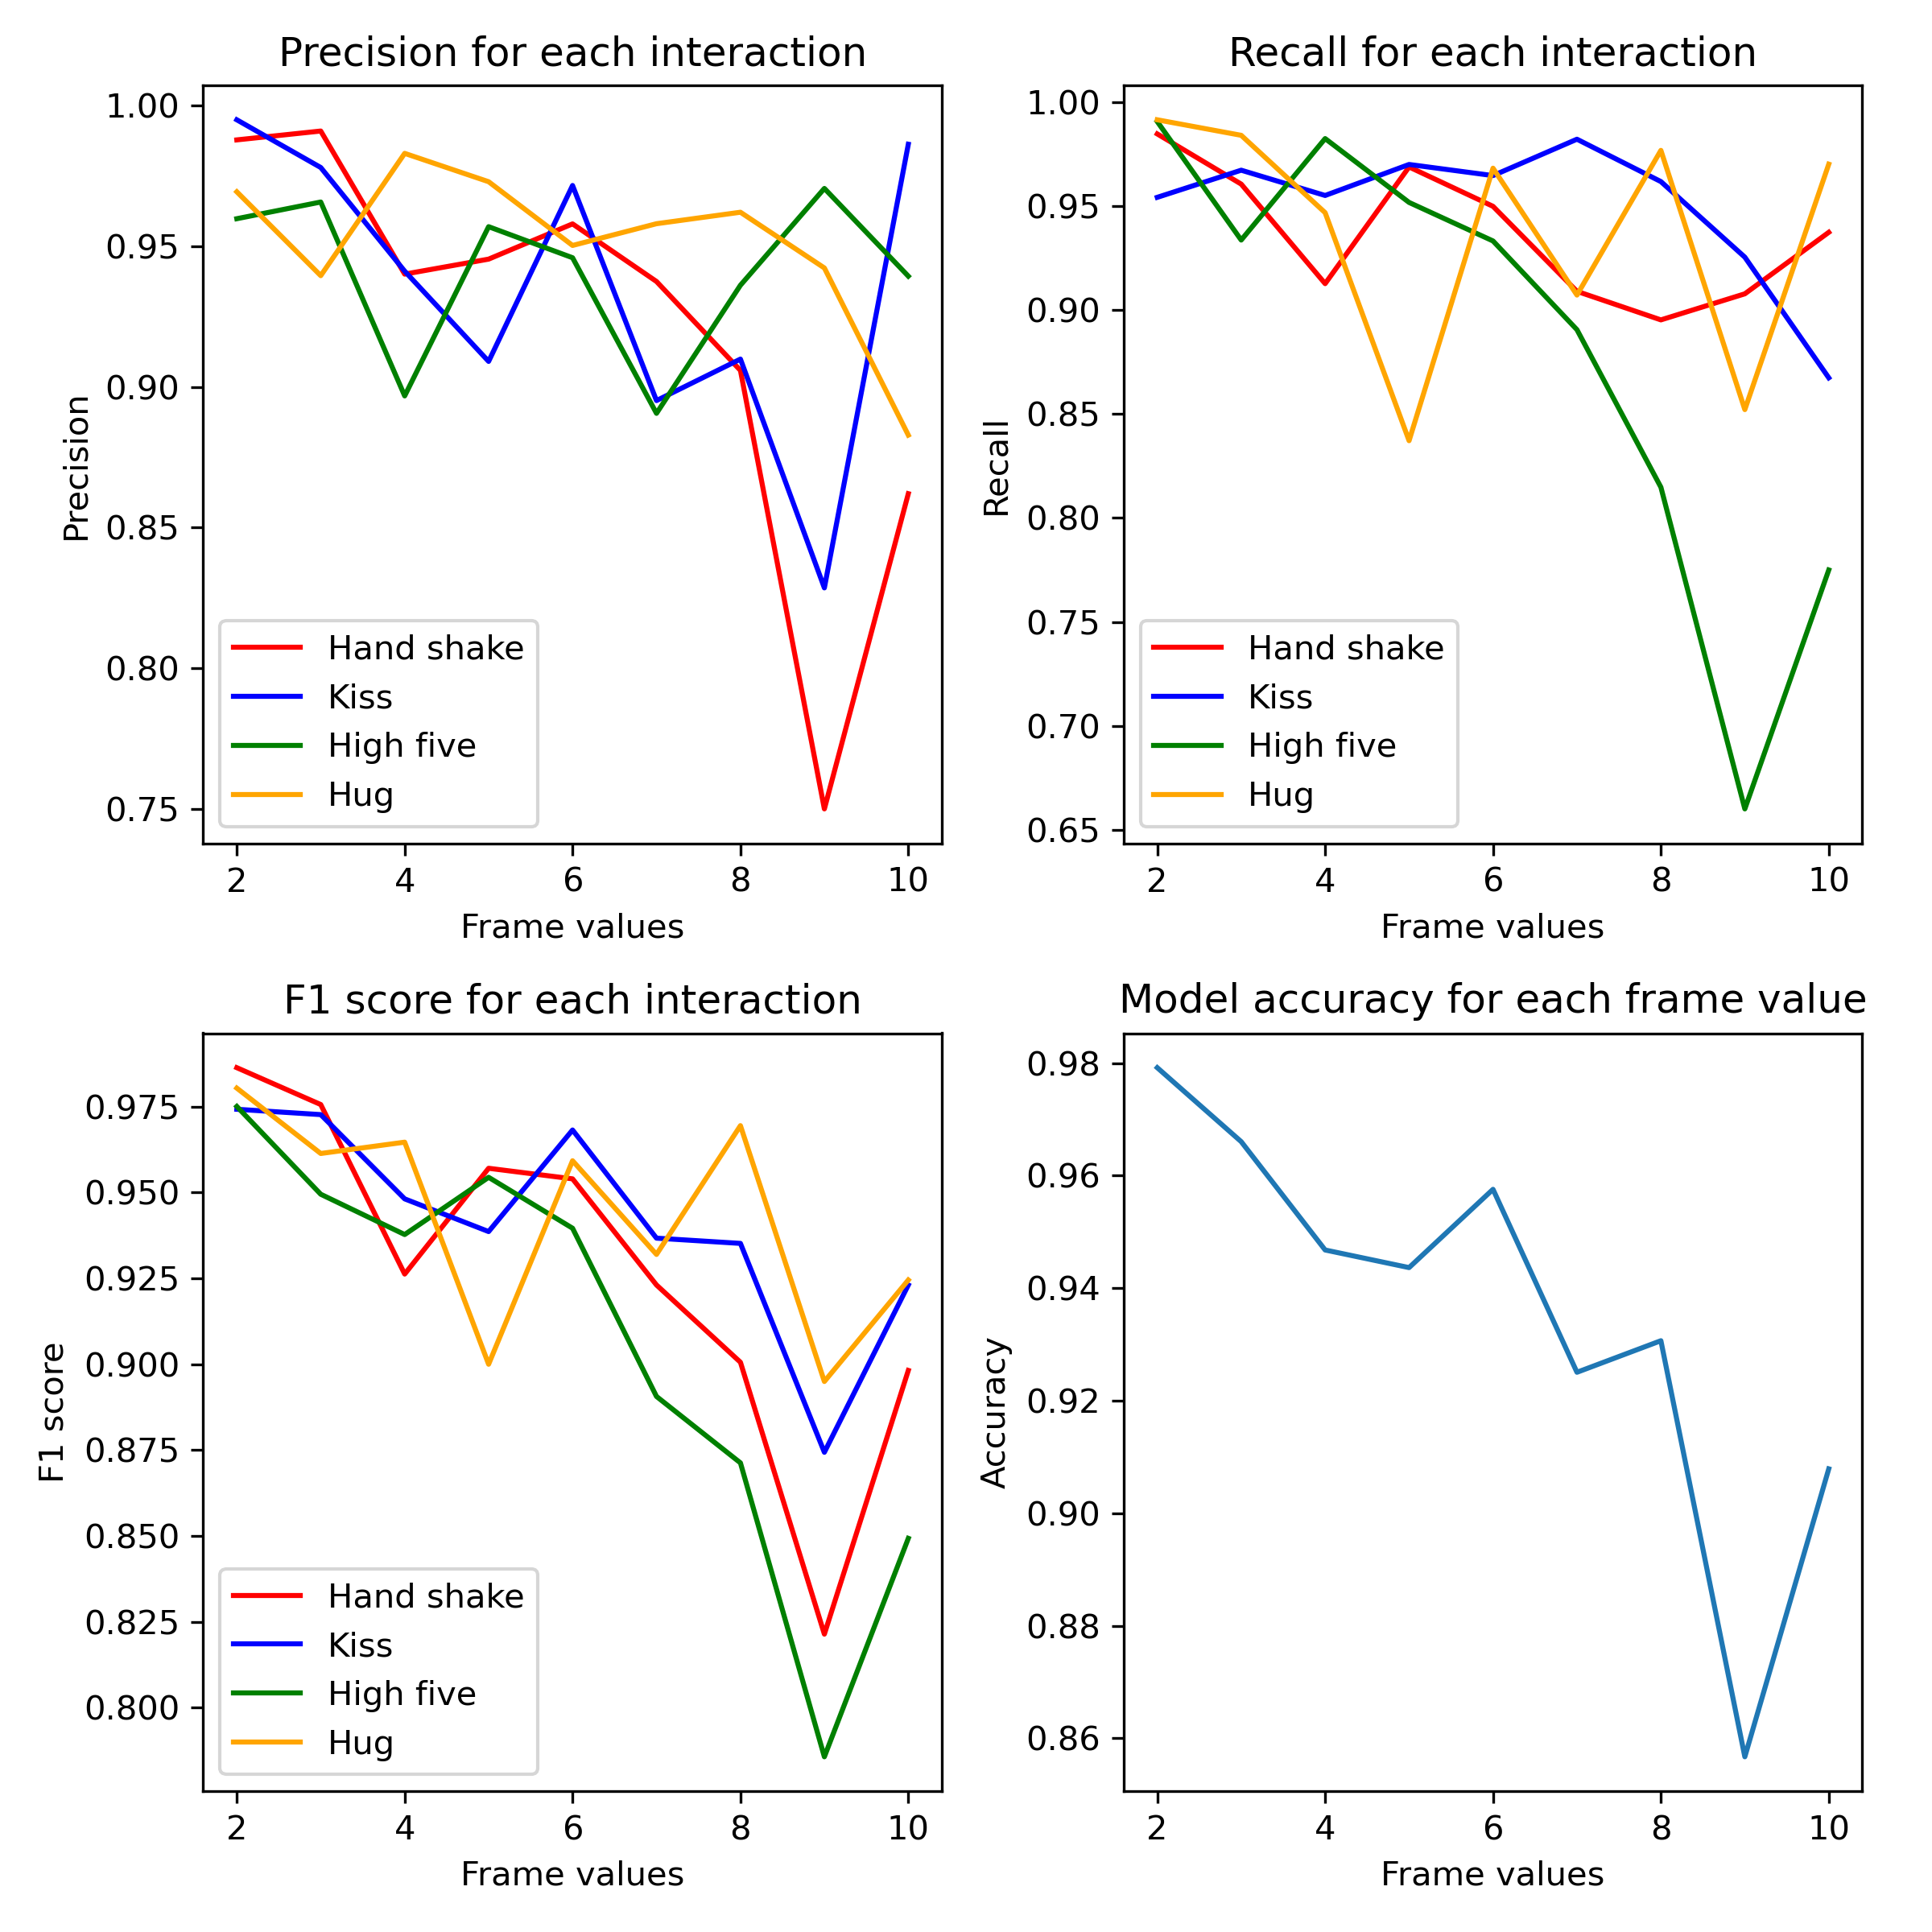 Precision for each interaction
1.00
0.95
0.90
0.85
0.80
0.75
Precision
Hand shake
Kiss
High five
Hug
2 4 6 8 10
Frame values
Recall for each interaction
1.00
0.95
0.90
0.85
0.80
0.75
0.70
0.65
Recall
Hand shake
Kiss
High five
Hug
2 4 6 8 10
Frame values
F1 score for each interaction
0.975
0.950
0.925
0.900
0.875
0.850
0.825
0.800
F1 score
Hand shake
Kiss
High five
Hug
2 4 6 8 10
Frame values
Model accuracy for each frame value
0.98
0.96
0.94
0.92
0.90
0.88
0.86
Accuracy
2 4 6 8 10
Frame values